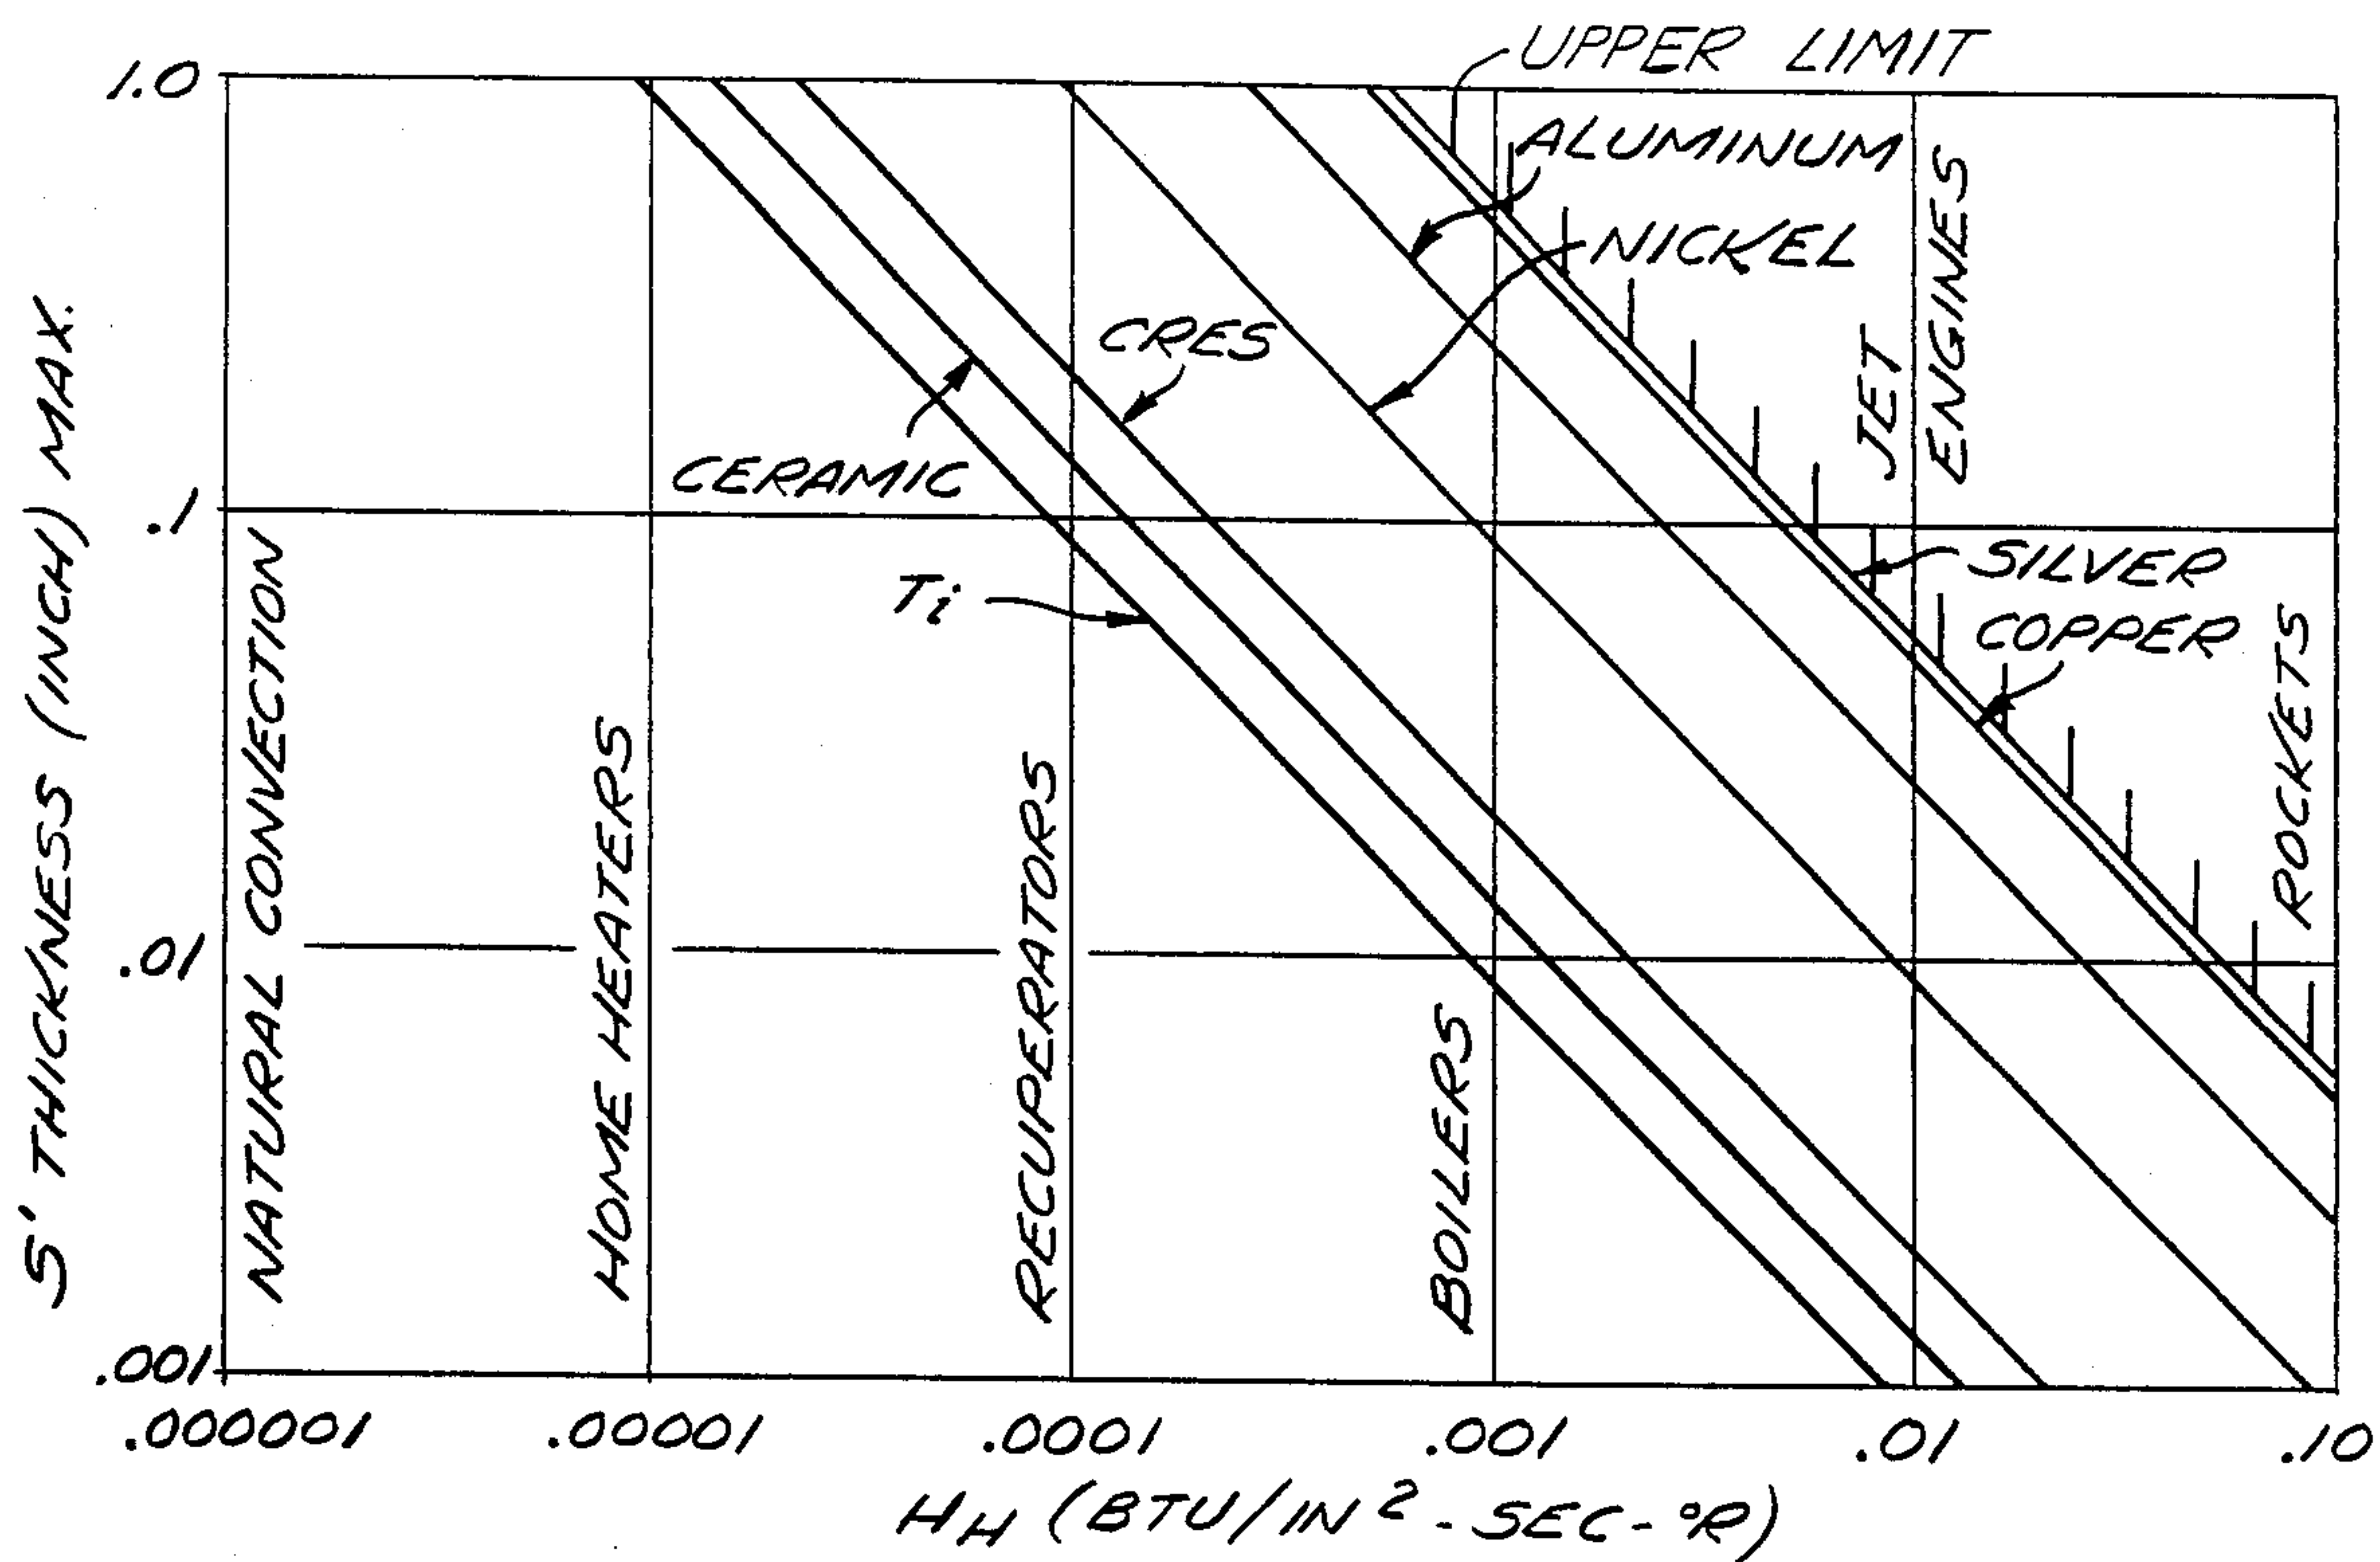 UPPER LIMIT
1.0
ALUMINUM
NICKEL
JET
ENGINES
CRES
CERAMIC
.1
Ti
SILVER
COPPER
ROCKETS
S' THICKNESS (INCH) MAX.
NATURAL CONVECTION
HOME HEATERS
RECUPERATORS
BOILERS
.01
.001
.000001
.00001
.0001
.001
.01
.10
HH (BTU/IN2-SEC-°R)